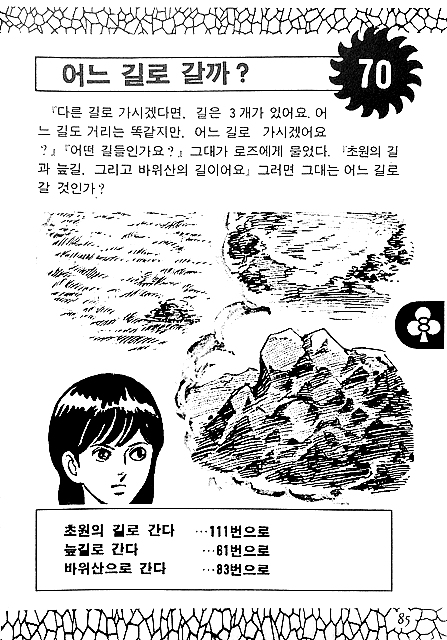 어느 길로 갈까?
70
『다른 길로 가시겠다면, 길은 3개가 있어요. 어
느 길도 거리는 똑같지만, 어느 길로 가시겠어요
?』『어떤 길들인가요?』 그대가 로즈에게 물었다. 『초원의 길
과 늪길, 그리고 바위산의 길이어요』 그러면 그대는 어느 길로
갈 것인가?
초원의 길로 간다 …111번으로
늪길로 간다 …61번으로
바위산으로 간다 …83번으로
85